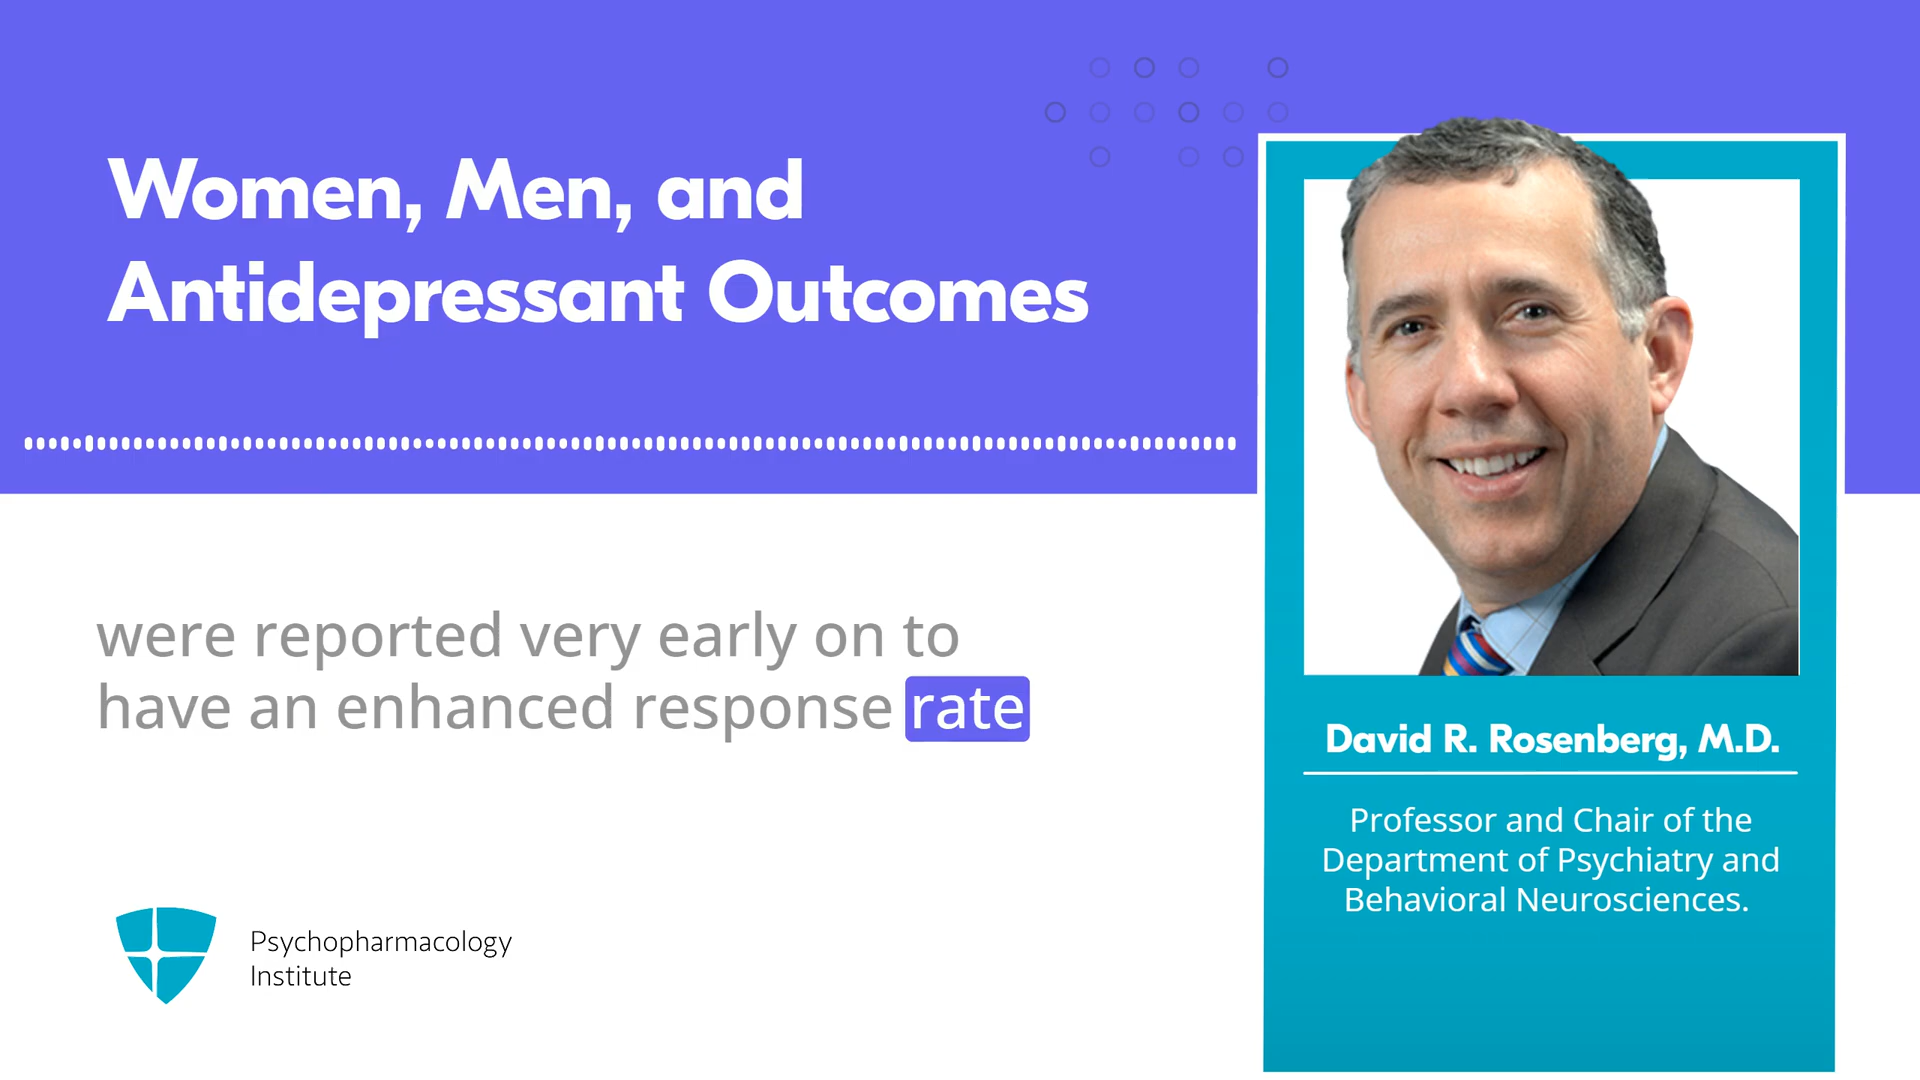 Women, Men, and
Antidepressant Outcomes
were reported very early on to
have an enhanced response rate
Psychopharmacology
Institute
David R. Rosenberg, M.D.
Professor and Chair of the
Department of Psychiatry and
Behavioral Neurosciences.